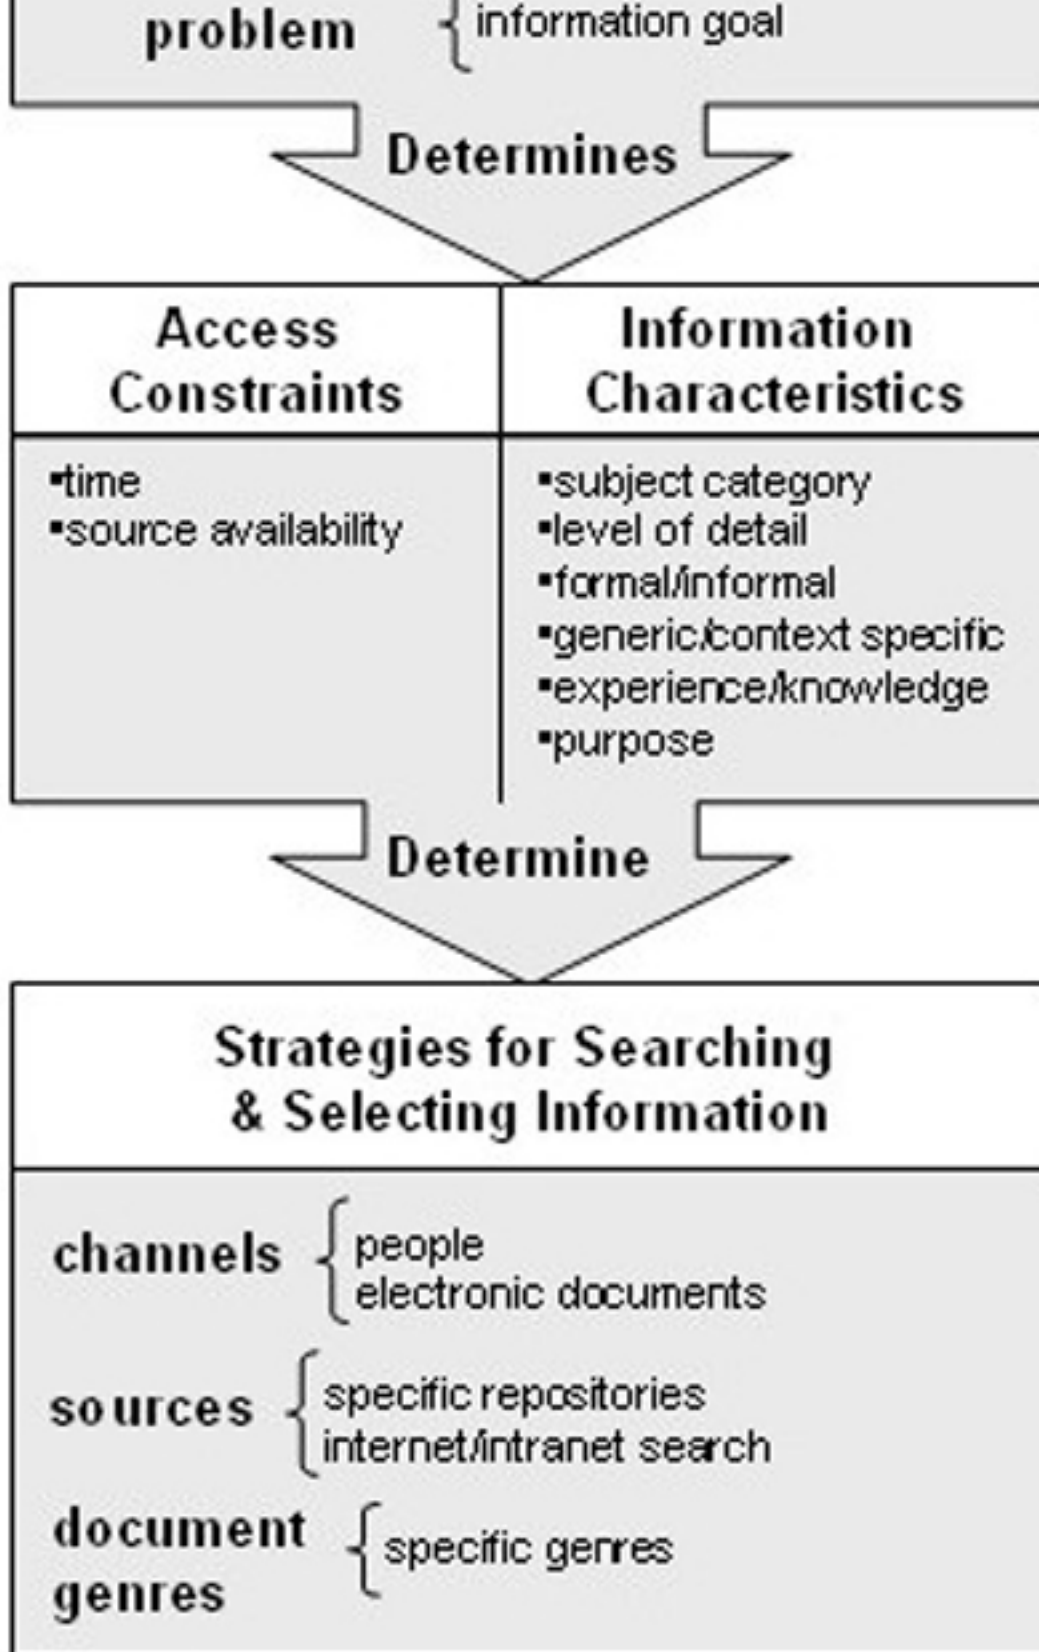 problem
information goal
Determines
Access
Constraints
▪time
▪source availability
Information
Characteristics
▪subject category
▪level of detail
▪formal/informal
▪generic/context specific
▪experience/knowledge
▪purpose
Determine
Strategies for Searching
& Selecting Information
channels
people
electronic documents
sources
specific repositories
internet/intranet search
document
genres
specific genres